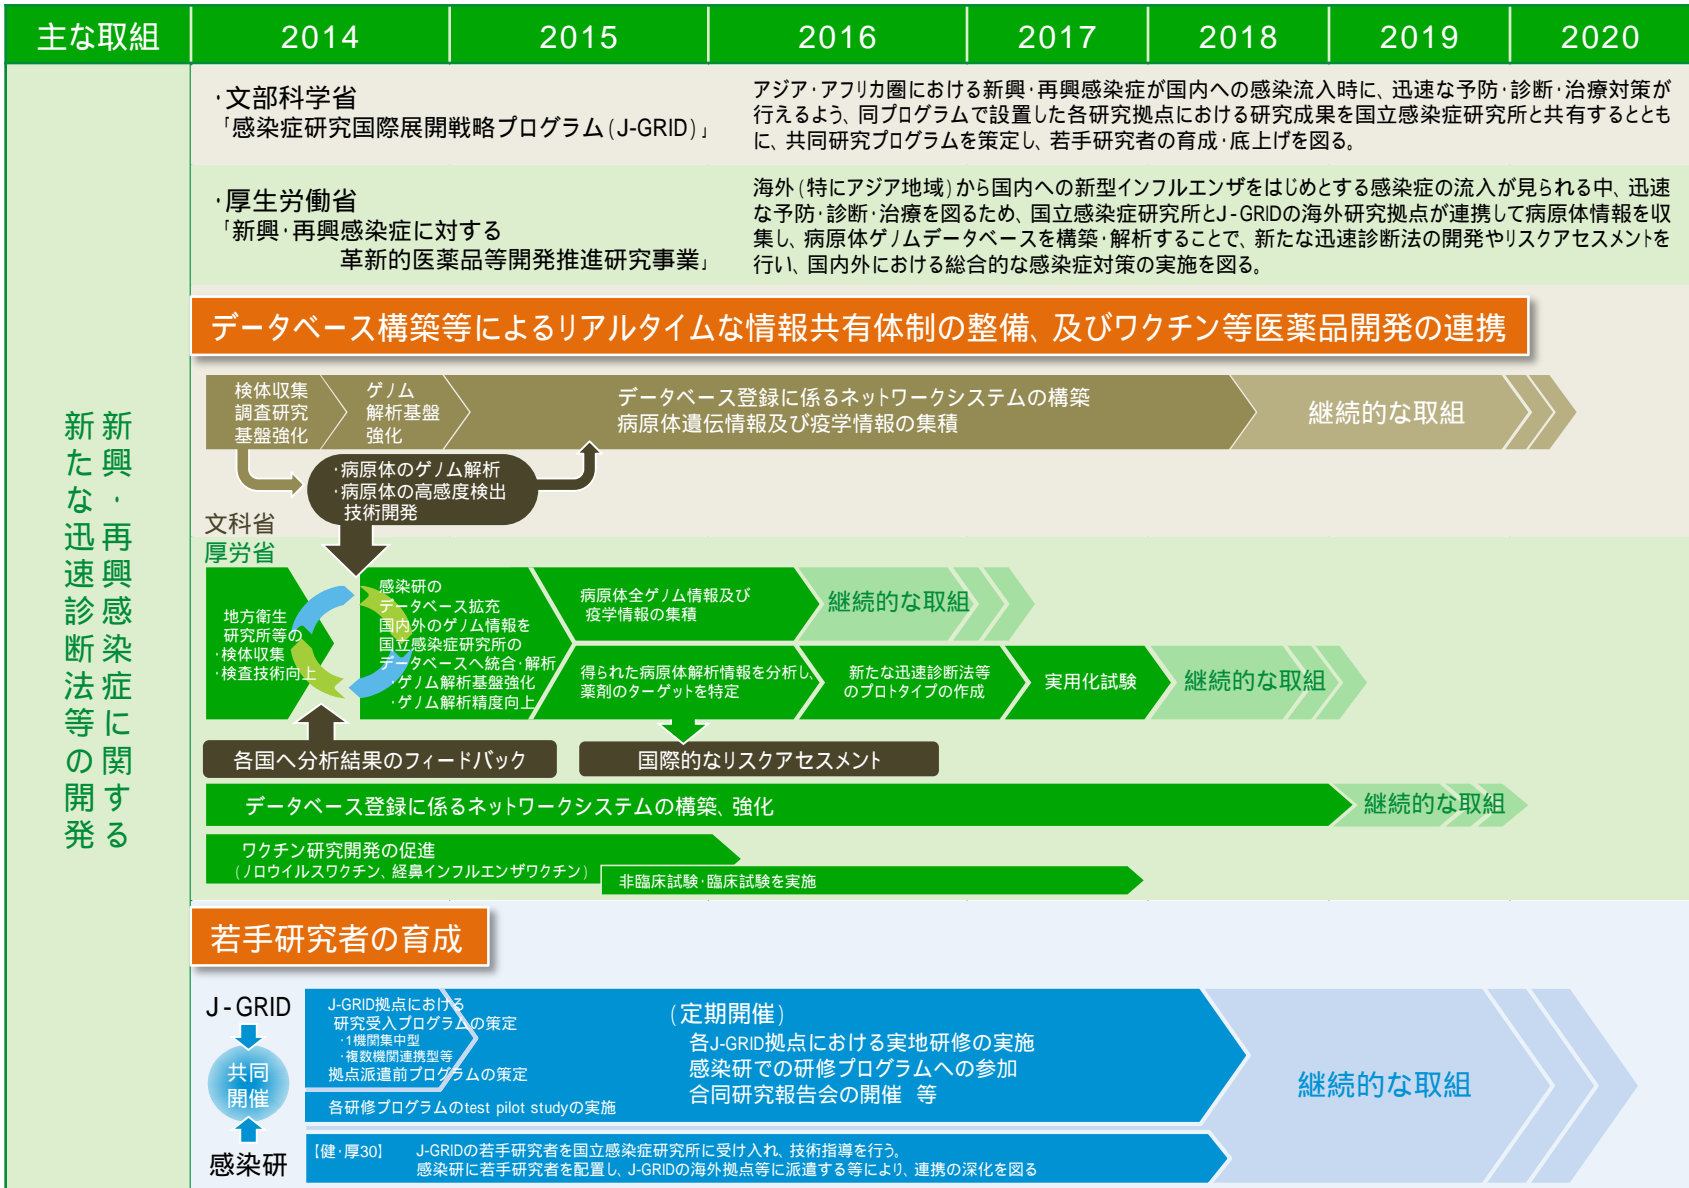 主な取組 2014 2015 2016 2017 2018 2019 2020
新興・再興感染症に関する
新たな迅速診断法等の開発
・文部科学省
「感染症研究国際展開戦略プログラム(J-GRID)」
アジア・アフリカ圏における新興・再興感染症が国内への感染流入時に、迅速な予防・診断・治療対策が
行えるよう、同プログラムで設置した各研究拠点における研究成果を国立感染症研究所と共有するととも
に、共同研究プログラムを策定し、若手研究者の育成・底上げを図る。
・厚生労働省
「新興・再興感染症に対する
革新的医薬品等開発推進研究事業」
海外(特にアジア地域)から国内への新型インフルエンザをはじめとする感染症の流入が見られる中、迅速
な予防・診断・治療を図るため、国立感染症研究所とJ-GRIDの海外研究拠点が連携して病原体情報を収
集し、病原体ゲノムデータベースを構築・解析することで、新たな迅速診断法の開発やリスクアセスメントを
行い、国内外における総合的な感染症対策の実施を図る。
データベース構築等によるリアルタイムな情報共有体制の整備、及びワクチン等医薬品開発の連携
検体収集
調査研究
基盤強化
ゲノム
解析基盤
強化
データベース登録に係るネットワークシステムの構築
病原体遺伝情報及び疫学情報の集積
継続的な取組
・病原体のゲノム解析
・病原体の高感度検出
技術開発
文科省
厚労省
地方衛生
研究所等の
・検体収集
・検査技術向上
感染研の
データベース拡充
国内外のゲノム情報を
国立感染症研究所の
データベースへ統合・解析
・ゲノム解析基盤強化
・ゲノム解析精度向上
病原体全ゲノム情報及び
疫学情報の集積
継続的な取組
得られた病原体解析情報を分析し、
薬剤のターゲットを特定
新たな迅速診断法等
のプロトタイプの作成
実用化試験
継続的な取組
各国へ分析結果のフィードバック
国際的なリスクアセスメント
データベース登録に係るネットワークシステムの構築、強化
継続的な取組
ワクチン研究開発の促進
(ノロウイルスワクチン、経鼻インフルエンザワクチン)
非臨床試験・臨床試験を実施
若手研究者の育成
J-GRID
共同
開催
感染研
J-GRID拠点における
研究受入プログラムの策定
・1機関集中型
・複数機関連携型等
拠点派遣前プログラムの策定
各研修プログラムのtest pilot studyの実施
(定期開催)
各J-GRID拠点における実地研修の実施
感染研での研修プログラムへの参加
合同研究報告会の開催 等
継続的な取組
【健・厚30】 J-GRIDの若手研究者を国立感染症研究所に受け入れ、技術指導を行う。
感染研に若手研究者を配置し、J-GRIDの海外拠点等に派遣する等により、連携の深化を図る